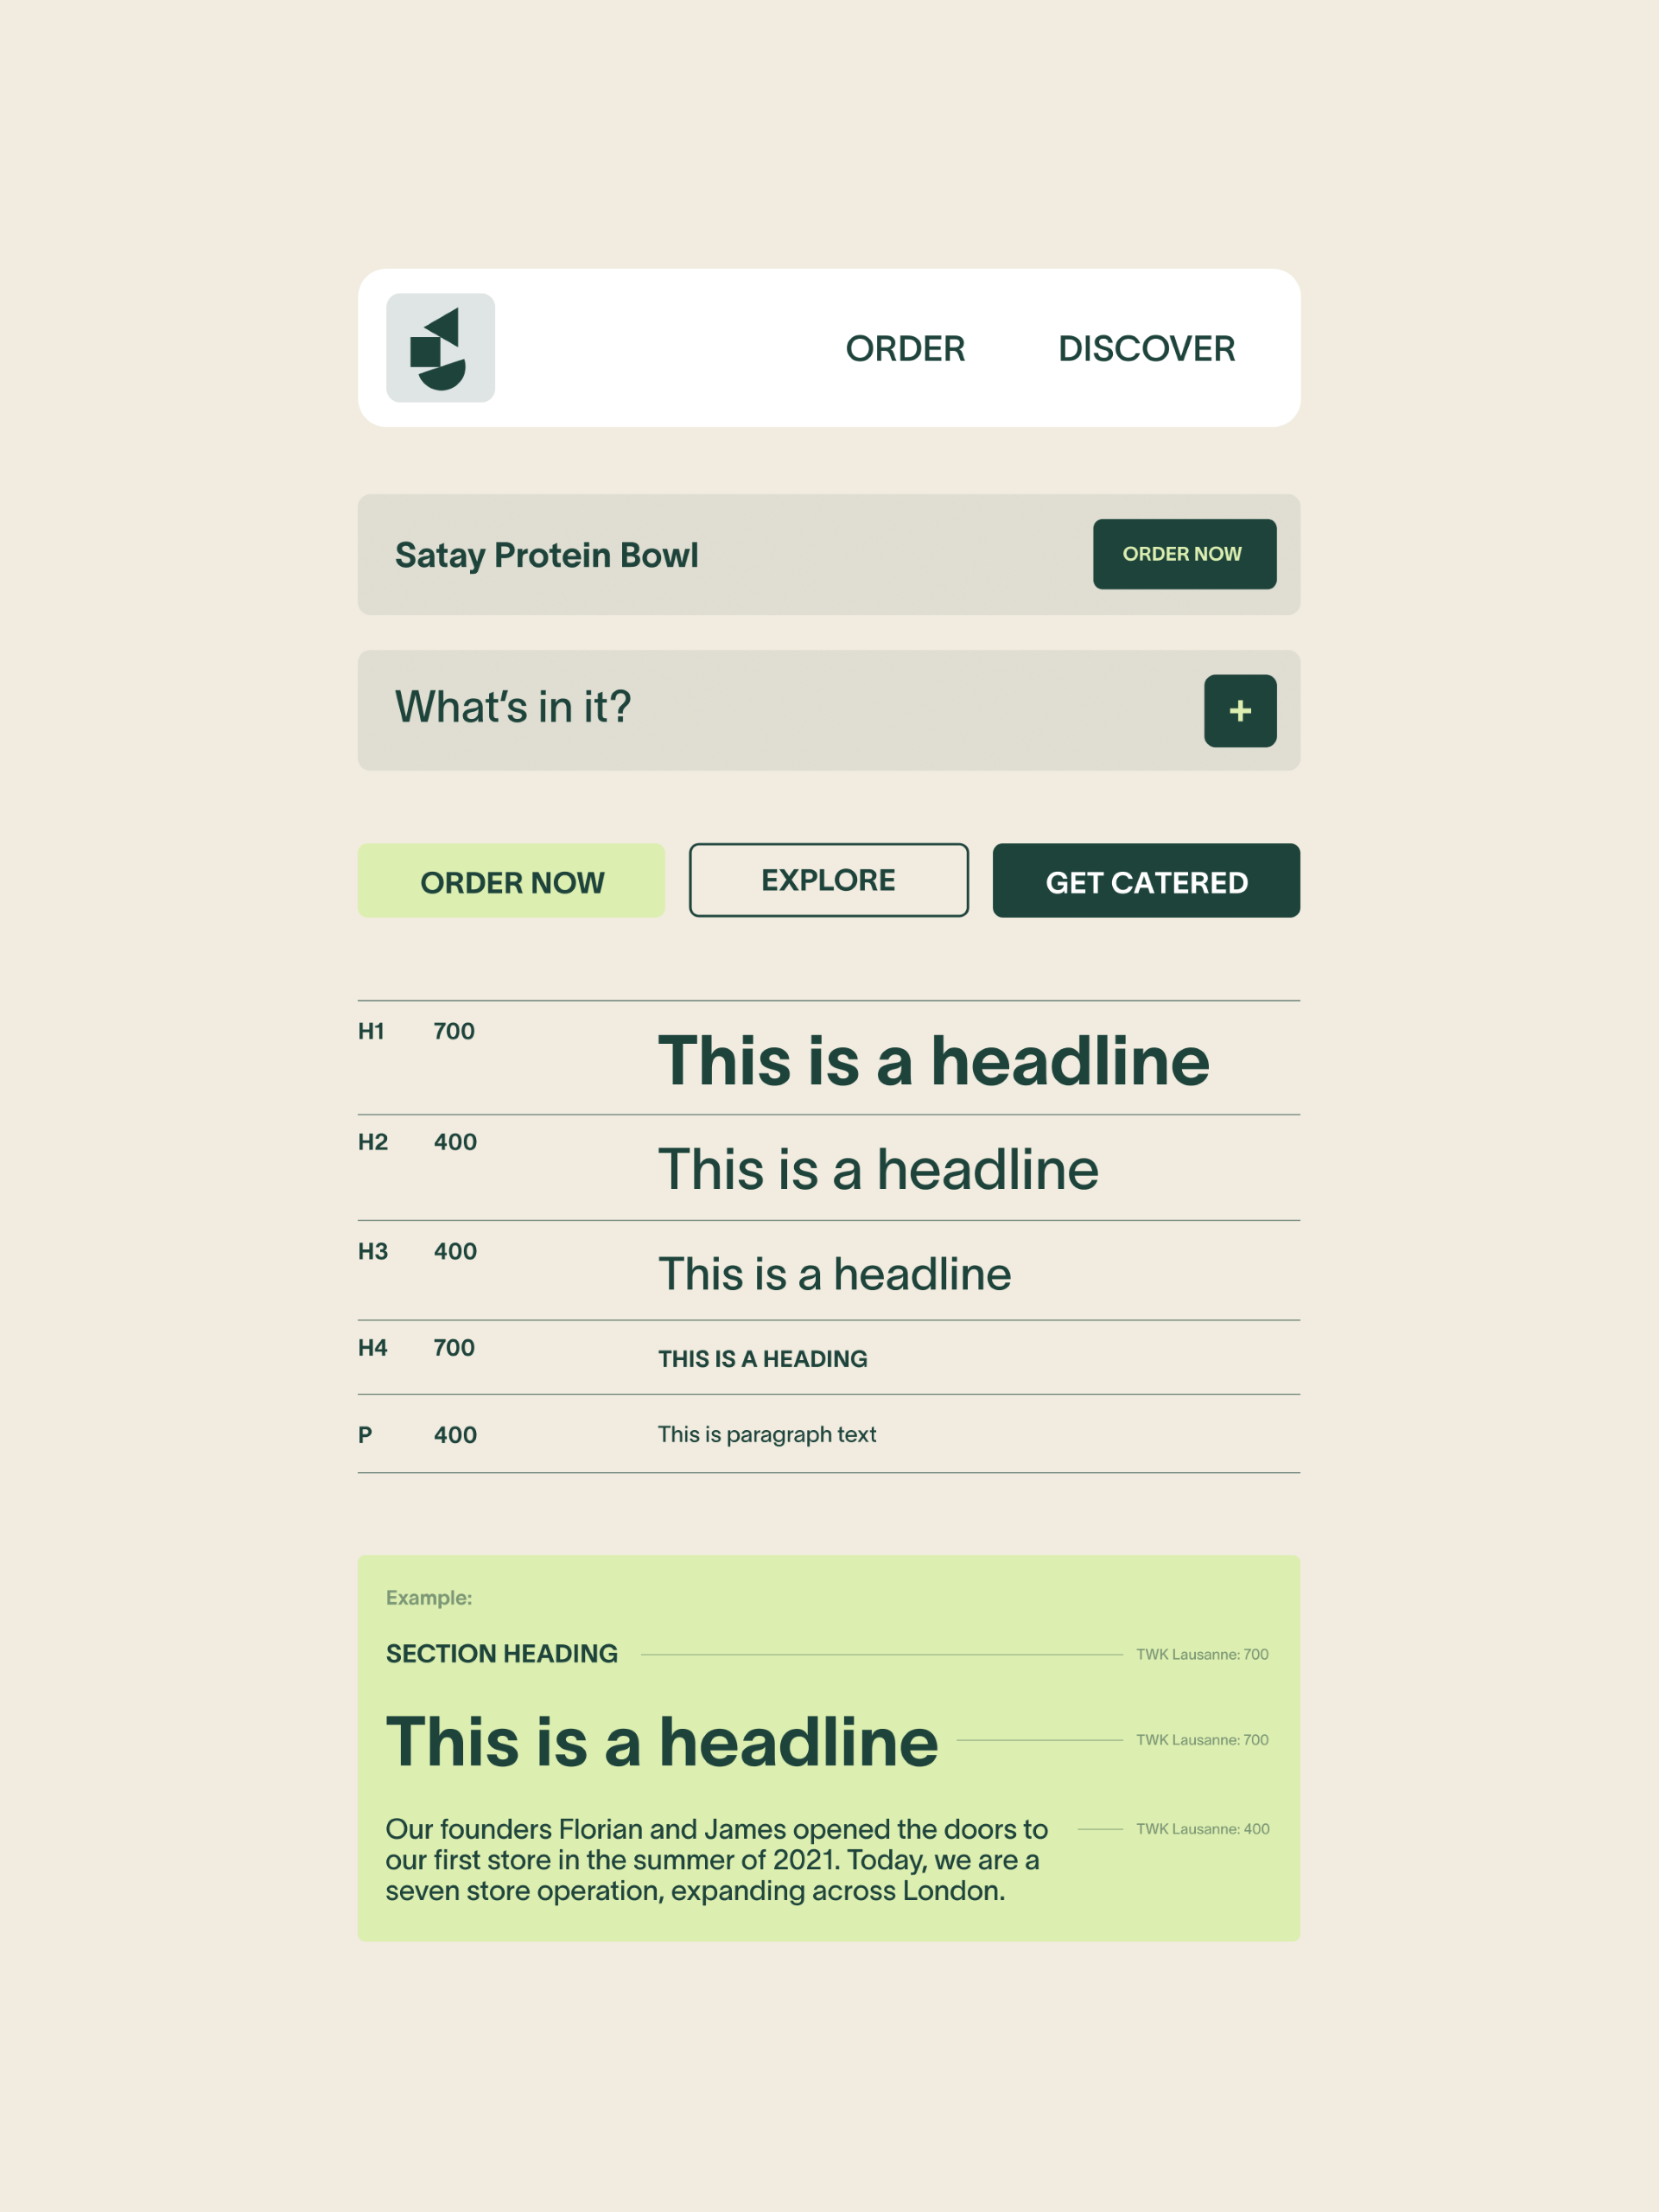 ORDER DISCOVER
Satay Protein Bowl ORDER NOW
What‘s in it? +
ORDER NOW EXPLORE GET CATERED
H1 700 This is a headline
H2 400 This is a headline
H3 400 This is a headline
H4 700 THIS IS A HEADING
P 400 This is paragraph text
Example:
SECTION HEADING TWK Lausanne: 700
This is a headline TWK Lausanne: 700
Our founders Florian and James opened the doors to TWK Lausanne: 400
our first store in the summer of 2021. Today, we are a
seven store operation, expanding across London.